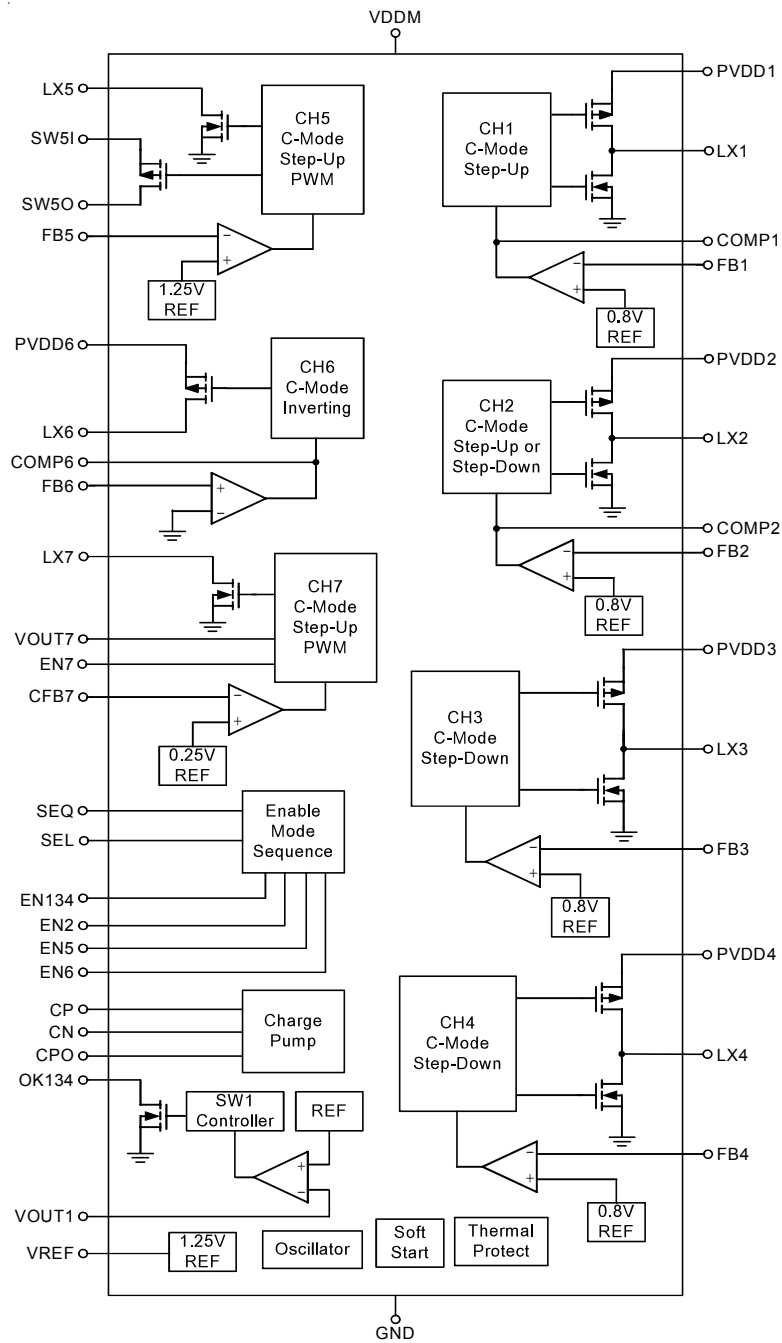 VDDM
LX5
SW5I
SW5O
FB5
CH5
C-Mode
Step-Up
PWM
−
+
1.25V
REF
PVDD6
LX6
COMP6
FB6
CH6
C-Mode
Inverting
+
−
LX7
VOUT7
EN7
CFB7
CH7
C-Mode
Step-Up
PWM
−
+
0.25V
REF
SEQ
SEL
EN134
EN2
EN5
EN6
Enable
Mode
Sequence
CP
CN
CPO
Charge
Pump
OK134
SW1
Controller
REF
+
−
VOUT1
VREF
1.25V
REF
Oscillator
Soft
Start
Thermal
Protect
CH1
C-Mode
Step-Up
PVDD1
LX1
COMP1
FB1
−
+
0.8V
REF
CH2
C-Mode
Step-Up or
Step-Down
PVDD2
LX2
COMP2
FB2
−
+
0.8V
REF
CH3
C-Mode
Step-Down
PVDD3
LX3
FB3
−
+
0.8V
REF
CH4
C-Mode
Step-Down
PVDD4
LX4
FB4
−
+
0.8V
REF
GND